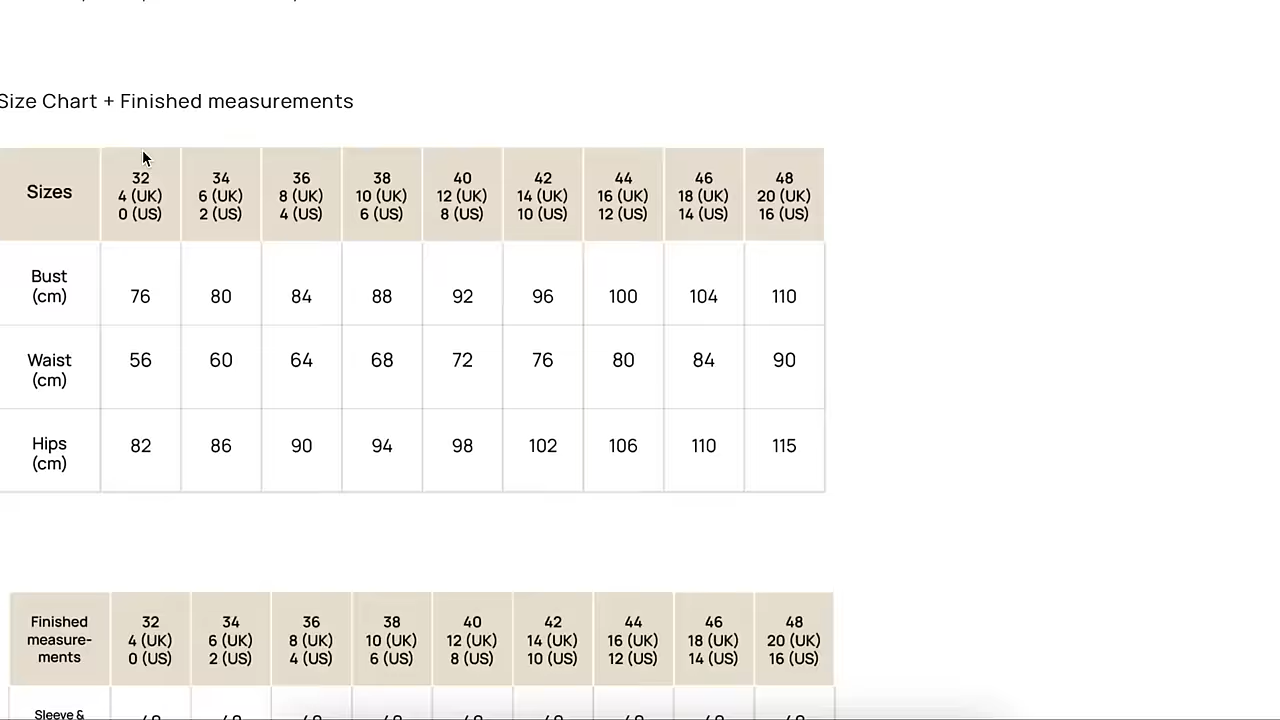 Size Chart + Finished measurements
Sizes
32 34 36 38 40 42 44 46 48
4 (UK) 6 (UK) 8 (UK) 10 (UK) 12 (UK) 14 (UK) 16 (UK) 18 (UK) 20 (UK)
0 (US) 2 (US) 4 (US) 6 (US) 8 (US) 10 (US) 12 (US) 14 (US) 16 (US)
Bust
(cm) 76 80 84 88 92 96 100 104 110
Waist 56 60 64 68 72 76 80 84 90
(cm)
Hips 82 86 90 94 98 102 106 110 115
(cm)
Finished 32 34 36 38 40 42 44 46 48
measure- 4 (UK) 6 (UK) 8 (UK) 10 (UK) 12 (UK) 14 (UK) 16 (UK) 18 (UK) 20 (UK)
ments 0 (US) 2 (US) 4 (US) 6 (US) 8 (US) 10 (US) 12 (US) 14 (US) 16 (US)
Sleeve &